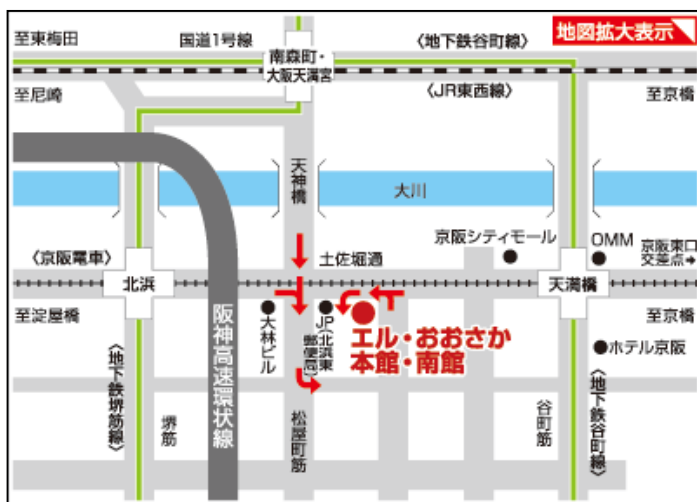 地図拡大表示
至東梅田
国道1号線
南森町・
大阪天満宮
〈地下鉄谷町線〉
至尼崎
〈JR東西線〉
至京橋
天神橋
大川
京阪シティモール
OMM
京阪東口
交差点➡
〈京阪電車〉
土佐堀通
北浜
天満橋
至淀屋橋
至京橋
大林ビル
JP(北浜東
郵便局)
エル・おおさか
本館・南館
ホテル京阪
阪神高速環状線
〈地下鉄堺筋線〉
堺筋
松屋町筋
谷町筋
〈地下鉄谷町線〉